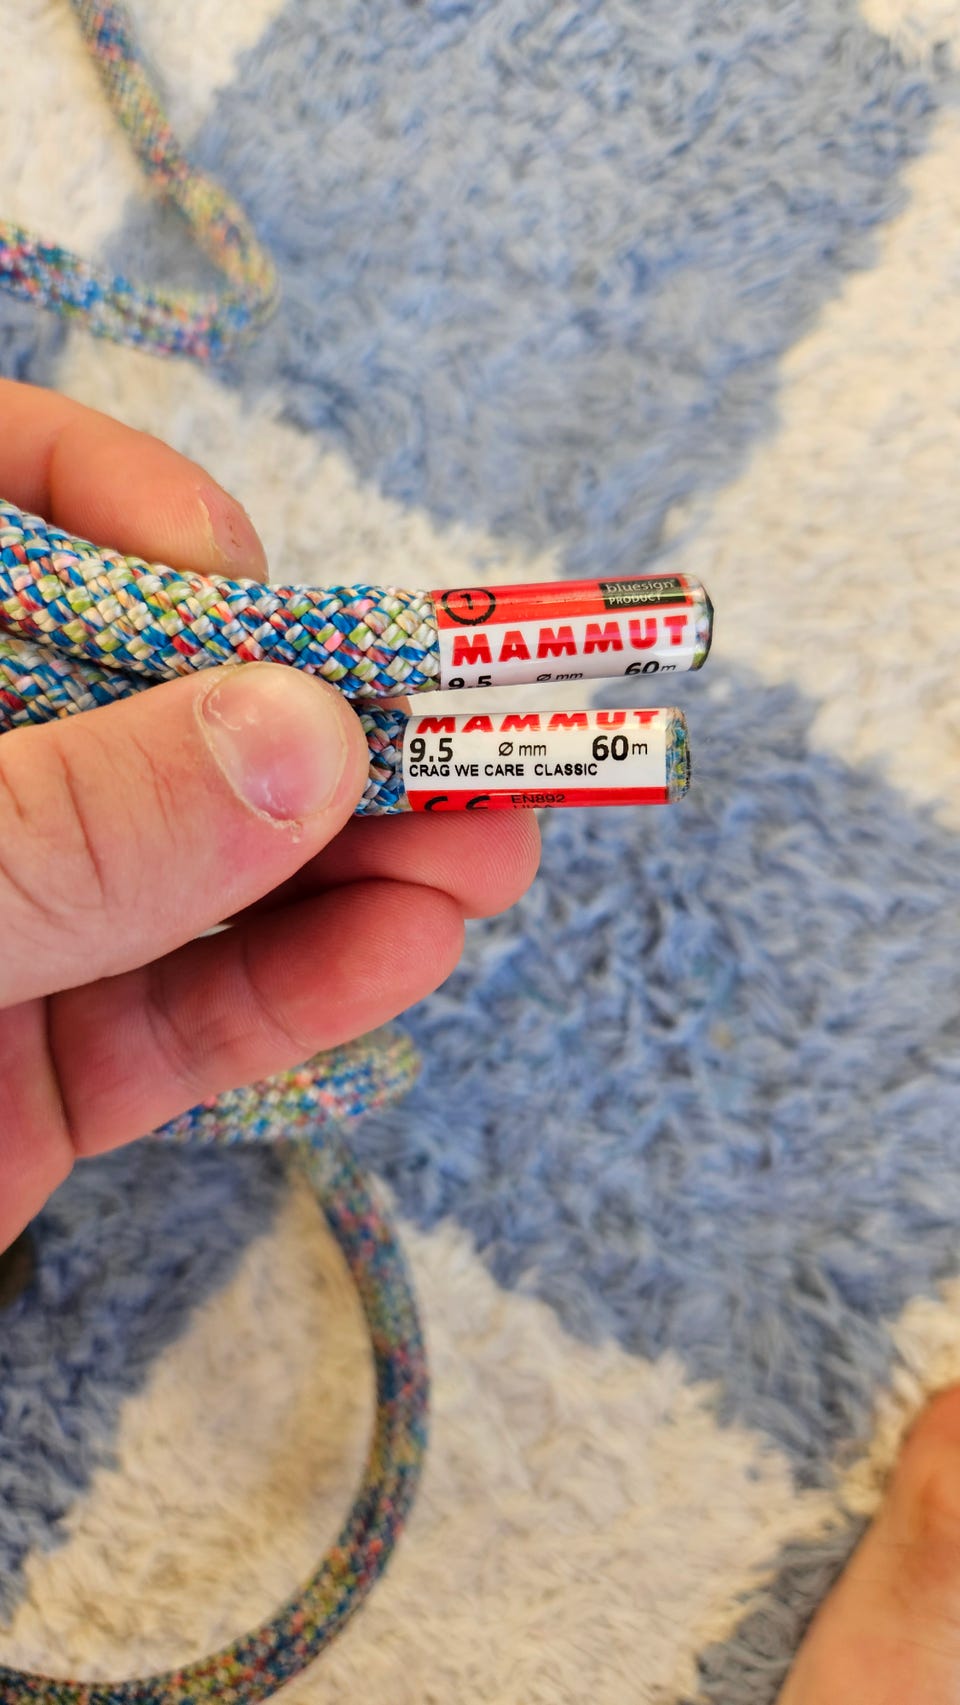 1
bluesign®
PRODUCT
MAMMUT
9.5 Ø mm 60m
MAMMUT
9.5 Ø mm 60m
CRAG WE CARE CLASSIC
CE EN892
UIAA